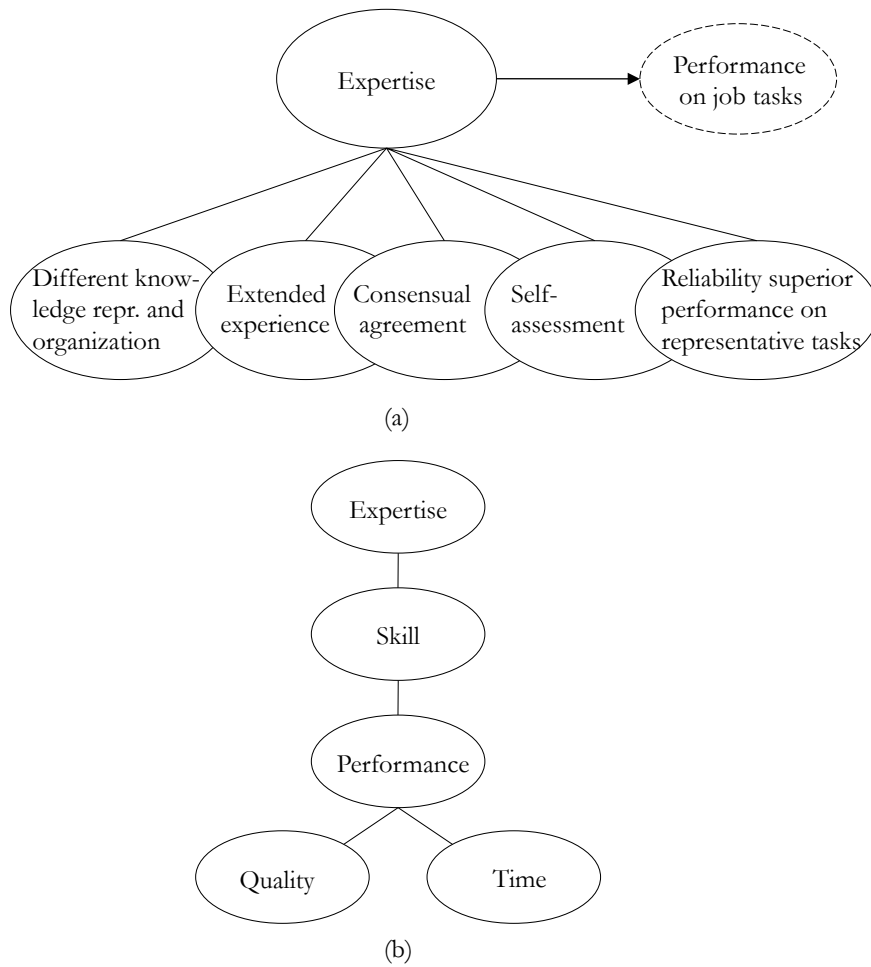 Expertise
Performance
on job tasks
Different know-
ledge repr. and
organization
Extended
experience
Consensual
agreement
Self-
assessment
Reliability superior
performance on
representative tasks
(a)
Expertise
Skill
Performance
Quality
Time
(b)